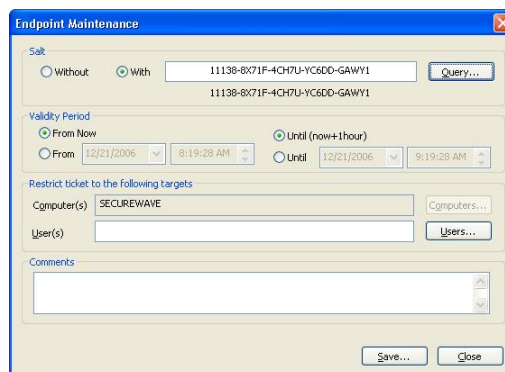 Endpoint Maintenance
Salt
Without With 11138-8X71F-4CH7U-YC6DD-GAWY1 Query...
11138-8X71F-4CH7U-YC6DD-GAWY1
Validity Period
From Now Until (now+1hour)
From 12/21/2006 8:19:28 AM Until 12/21/2006 9:19:28 AM
Restrict ticket to the following targets
Computer(s) SECUREWAVE Computers...
User(s) Users...
Comments
Save... Close